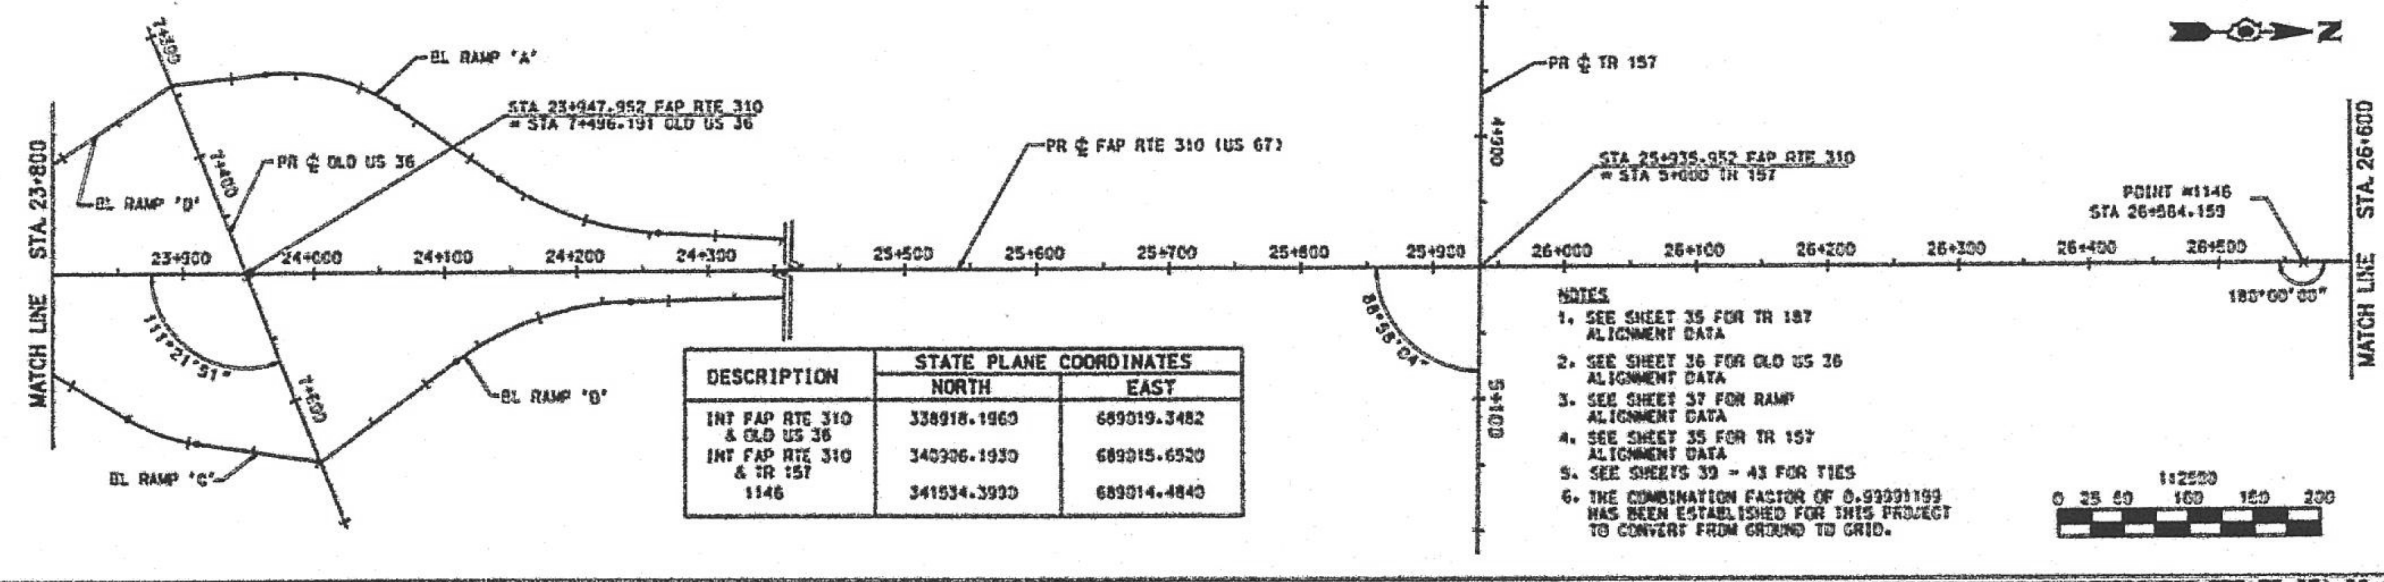 7+300
BL RAMP "A"
STA 23+947.952 FAP RTE 310
= STA 7+496.191 OLD US 36
PR ℄ OLD US 36
7+400
BL RAMP "D"
MATCH LINE STA. 23+800
23+900 24+000 24+100 24+200 24+300
111°21'51"
7+600
BL RAMP "C"
BL RAMP "B"
PR ℄ FAP RTE 310 (US 67)
25+500 25+600 25+700 25+800 25+900 26+000 26+100 26+200 26+300 26+400 26+500
PR ℄ TR 157
4+900
STA 25+935.952 FAP RTE 310
= STA 5+000 TR 157
88°58'04"
5+100
N
POINT #1146
STA 26+564.159
180°00'00"
MATCH LINE STA. 26+600
DESCRIPTION
STATE PLANE COORDINATES
NORTH EAST
INT FAP RTE 310 338918.1960 689019.3482
& OLD US 36
INT FAP RTE 310 340906.1930 689015.6520
& TR 157
1146 341534.3990 689014.4840
NOTES
1. SEE SHEET 35 FOR TR 187
ALIGNMENT DATA
2. SEE SHEET 36 FOR OLD US 36
ALIGNMENT DATA
3. SEE SHEET 37 FOR RAMP
ALIGNMENT DATA
4. SEE SHEET 35 FOR TR 157
ALIGNMENT DATA
5. SEE SHEETS 39 - 43 FOR TIES
6. THE COMBINATION FACTOR OF 0.99991199
HAS BEEN ESTABLISHED FOR THIS PROJECT
TO CONVERT FROM GROUND TO GRID.
1:2500
0 25 50 100 150 200